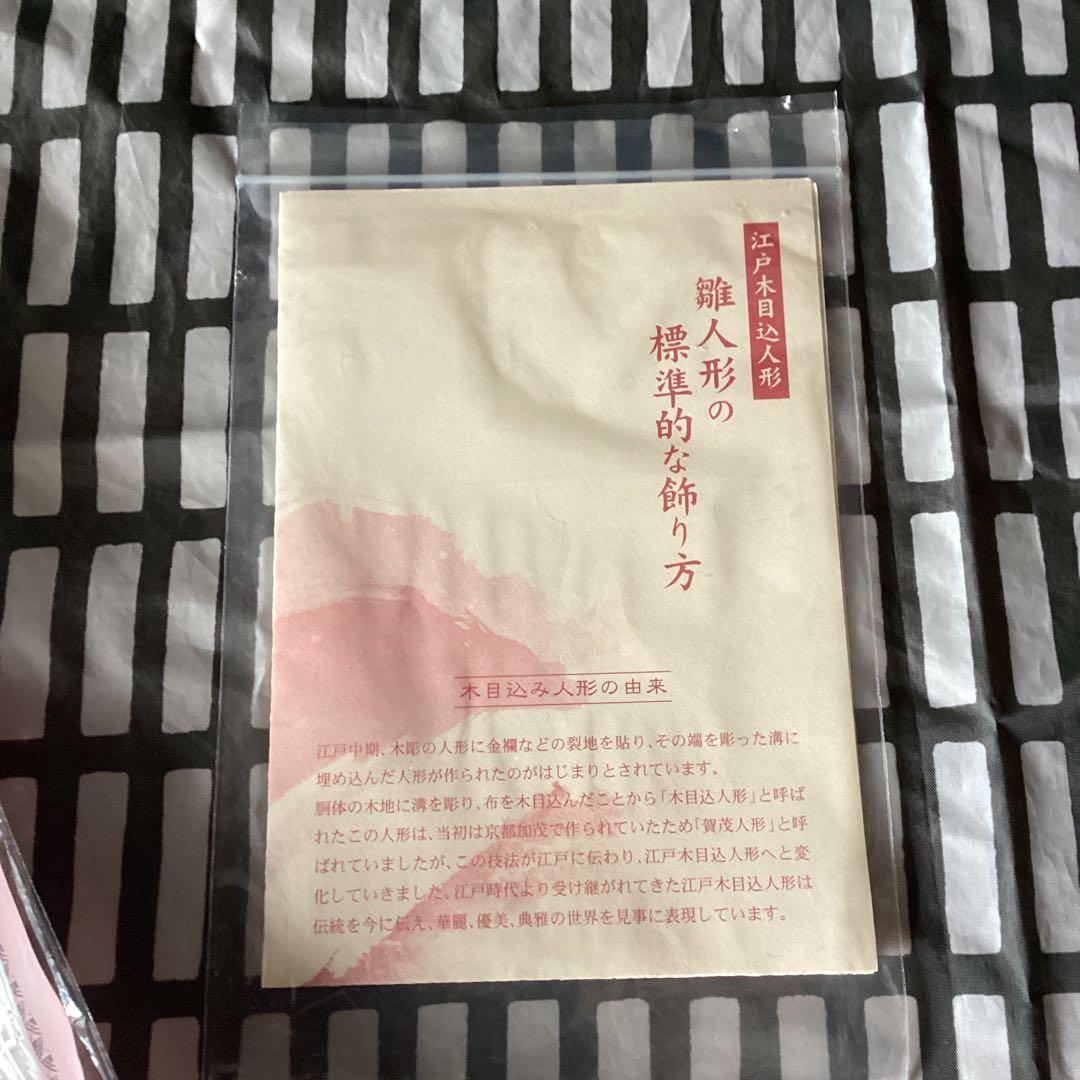 江戸木目込人形
雛人形の
標準的な飾り方
木目込み人形の由来
江戸中期、木彫の人形に金襴などの裂地を貼り、その端を彫った溝に
埋め込んだ人形が作られたのがはじまりとされています。
胴体の木地に溝を彫り、布を木目込んだことから「木目込人形」と呼ば
れたこの人形は、当初は京都加茂で作られていたため「賀茂人形」と呼
ばれていましたが、この技法が江戸に伝わり、江戸木目込人形へと変
化していきました。江戸時代より受け継がれてきた江戸木目込人形は
伝統を今に伝え、華麗、優美、典雅の世界を見事に表現しています。